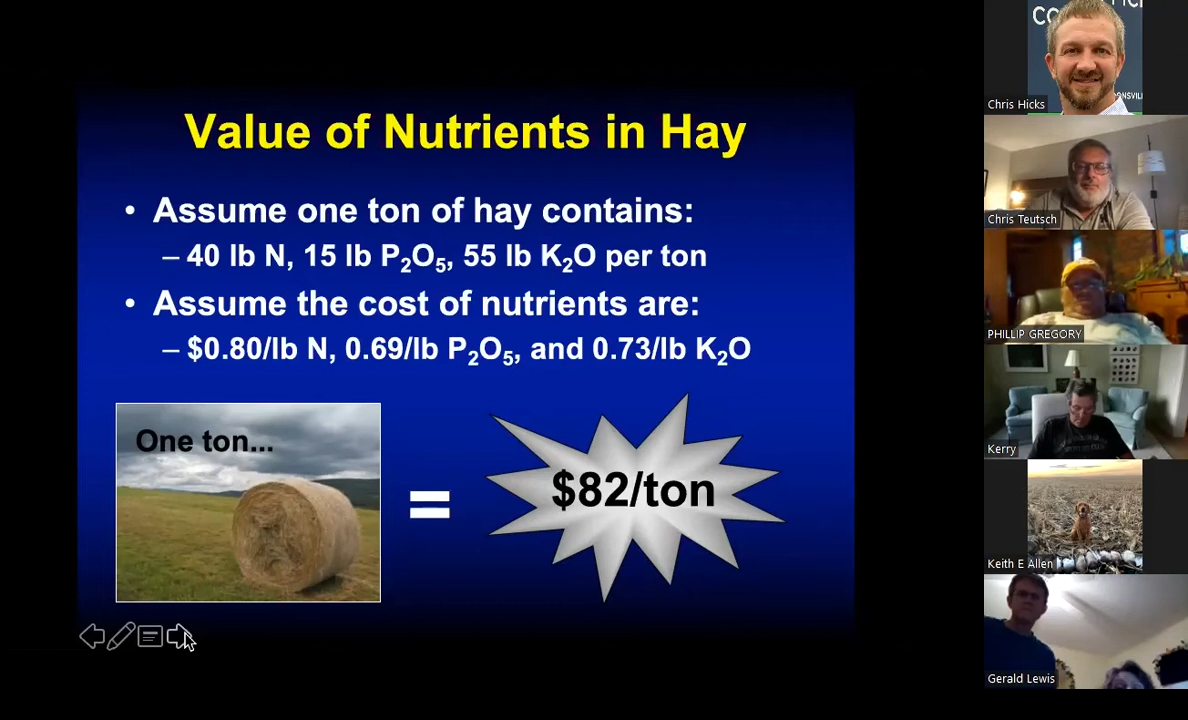 Value of Nutrients in Hay
• Assume one ton of hay contains:
– 40 lb N, 15 lb P₂O₅, 55 lb K₂O per ton
• Assume the cost of nutrients are:
– $0.80/lb N, 0.69/lb P₂O₅, and 0.73/lb K₂O
One ton...
=
$82/ton
Chris Hicks
Chris Teutsch
PHILLIP GREGORY
Kerry
Keith E Allen
Gerald Lewis